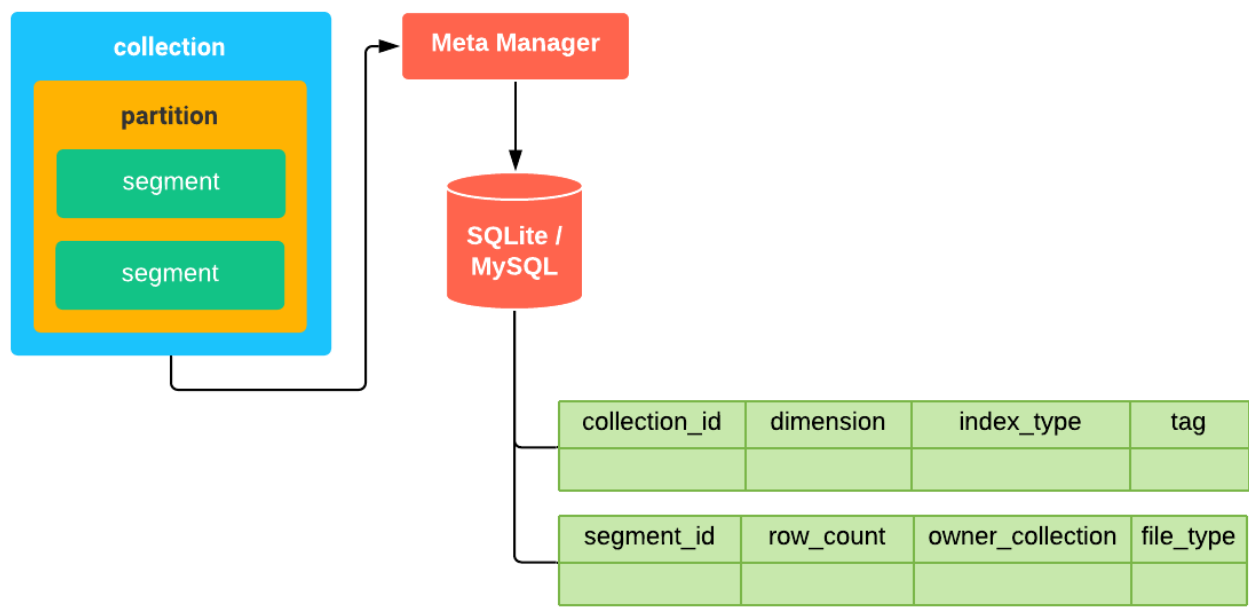 collection
partition
segment
segment
Meta Manager
SQLite /
MySQL
collection_id dimension index_type tag
segment_id row_count owner_collection file_type